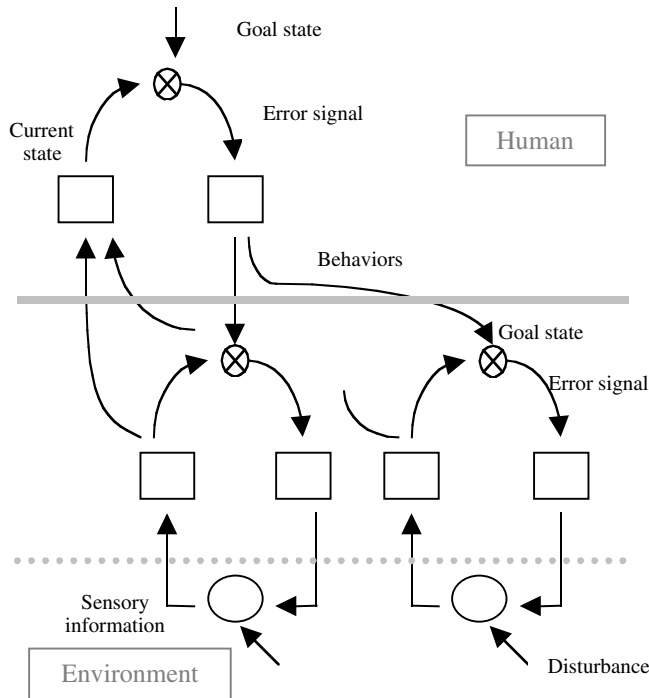 Goal state
Error signal
Current
state
Human
Behaviors
Goal state
Error signal
Sensory
information
Environment
Disturbance